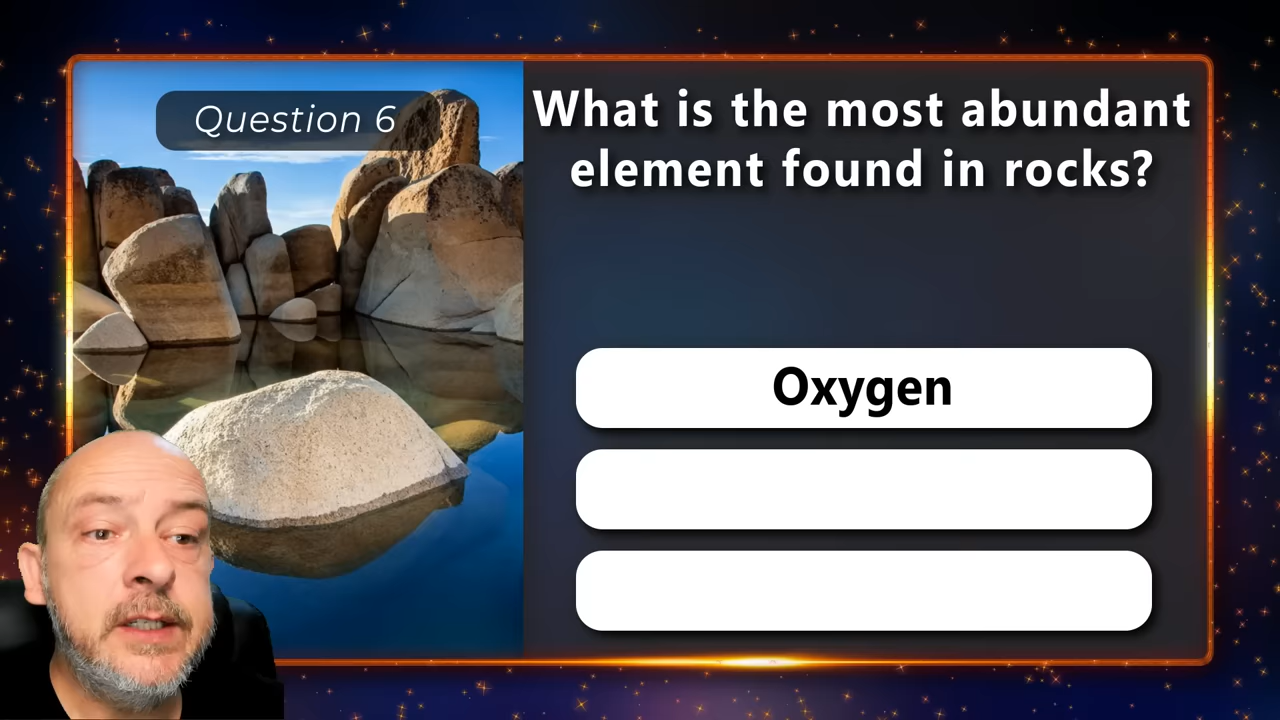 Question 6
What is the most abundant
element found in rocks?
Oxygen